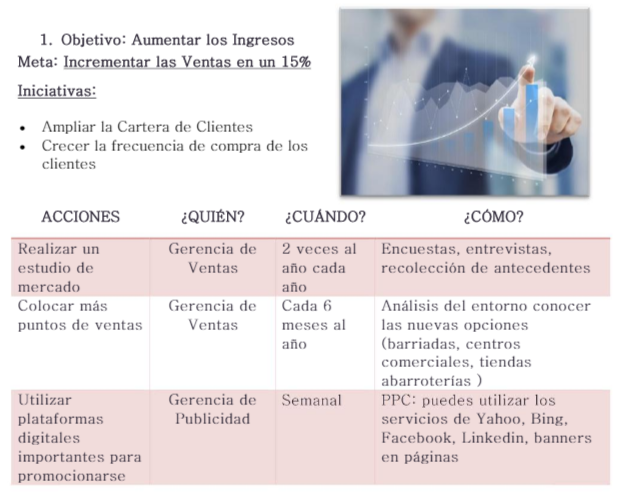 1. Objetivo: Aumentar los Ingresos
Meta: Incrementar las Ventas en un 15%
Iniciativas:
• Ampliar la Cartera de Clientes
• Crecer la frecuencia de compra de los
clientes
ACCIONES ¿QUIÉN? ¿CUÁNDO? ¿CÓMO?
Realizar un
estudio de
mercado
Gerencia de
Ventas
2 veces al
año cada
año
Encuestas, entrevistas,
recolección de antecedentes
Colocar más
puntos de ventas
Gerencia de
Ventas
Cada 6
meses al
año
Análisis del entorno conocer
las nuevas opciones
(barriadas, centros
comerciales, tiendas
abarroterías )
Utilizar
plataformas
digitales
importantes para
promocionarse
Gerencia de
Publicidad
Semanal
PPC: puedes utilizar los
servicios de Yahoo, Bing,
Facebook, Linkedin, banners
en páginas